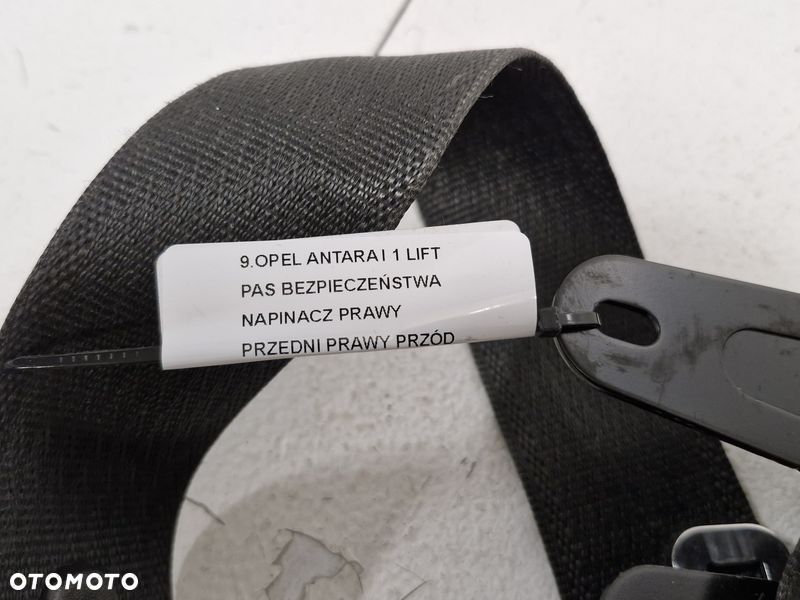 9.OPEL ANTARA I 1 LIFT
PAS BEZPIECZEŃSTWA
NAPINACZ PRAWY
PRZEDNI PRAWY PRZÓD
OTOMOTO